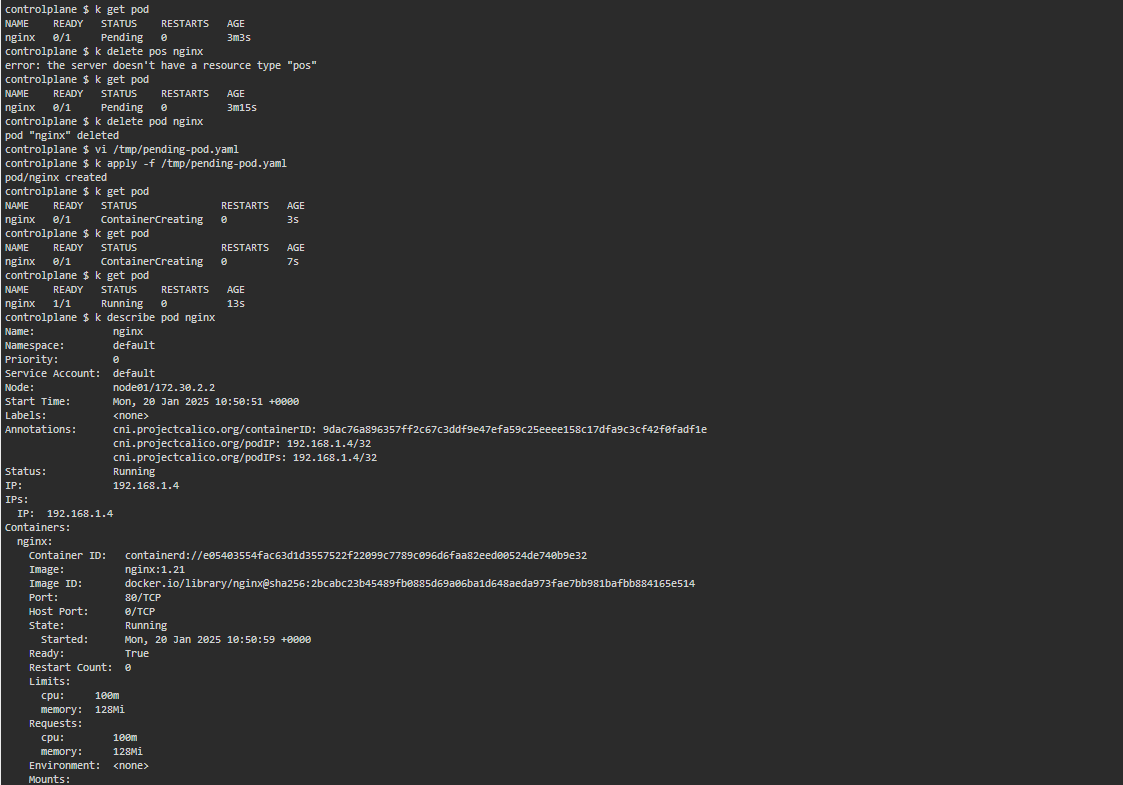 controlplane $ k get pod
NAME    READY   STATUS    RESTARTS   AGE
nginx   0/1     Pending   0          3m3s
controlplane $ k delete pos nginx
error: the server doesn't have a resource type "pos"
controlplane $ k get pod
NAME    READY   STATUS    RESTARTS   AGE
nginx   0/1     Pending   0          3m15s
controlplane $ k delete pod nginx
pod "nginx" deleted
controlplane $ vi /tmp/pending-pod.yaml
controlplane $ k apply -f /tmp/pending-pod.yaml
pod/nginx created
controlplane $ k get pod
NAME    READY   STATUS              RESTARTS   AGE
nginx   0/1     ContainerCreating   0          3s
controlplane $ k get pod
NAME    READY   STATUS              RESTARTS   AGE
nginx   0/1     ContainerCreating   0          7s
controlplane $ k get pod
NAME    READY   STATUS    RESTARTS   AGE
nginx   1/1     Running   0          13s
controlplane $ k describe pod nginx
Name:             nginx
Namespace:        default
Priority:         0
Service Account:  default
Node:             node01/172.30.2.2
Start Time:       Mon, 20 Jan 2025 10:50:51 +0000
Labels:           <none>
Annotations:      cni.projectcalico.org/containerID: 9dac76a896357ff2c67c3ddf9e47efa59c25eeee158c17dfa9c3cf42f0fadf1e
                  cni.projectcalico.org/podIP: 192.168.1.4/32
                  cni.projectcalico.org/podIPs: 192.168.1.4/32
Status:           Running
IP:               192.168.1.4
IPs:
  IP:  192.168.1.4
Containers:
  nginx:
    Container ID:   containerd://e05403554fac63d1d3557522f22099c7789c096d6faa82eed00524de740b9e32
    Image:          nginx:1.21
    Image ID:       docker.io/library/nginx@sha256:2bcabc23b45489fb0885d69a06ba1d648aeda973fae7bb981bafbb884165e514
    Port:           80/TCP
    Host Port:      0/TCP
    State:          Running
      Started:      Mon, 20 Jan 2025 10:50:59 +0000
    Ready:          True
    Restart Count:  0
    Limits:
      cpu:     100m
      memory:  128Mi
    Requests:
      cpu:        100m
      memory:     128Mi
    Environment:  <none>
    Mounts: